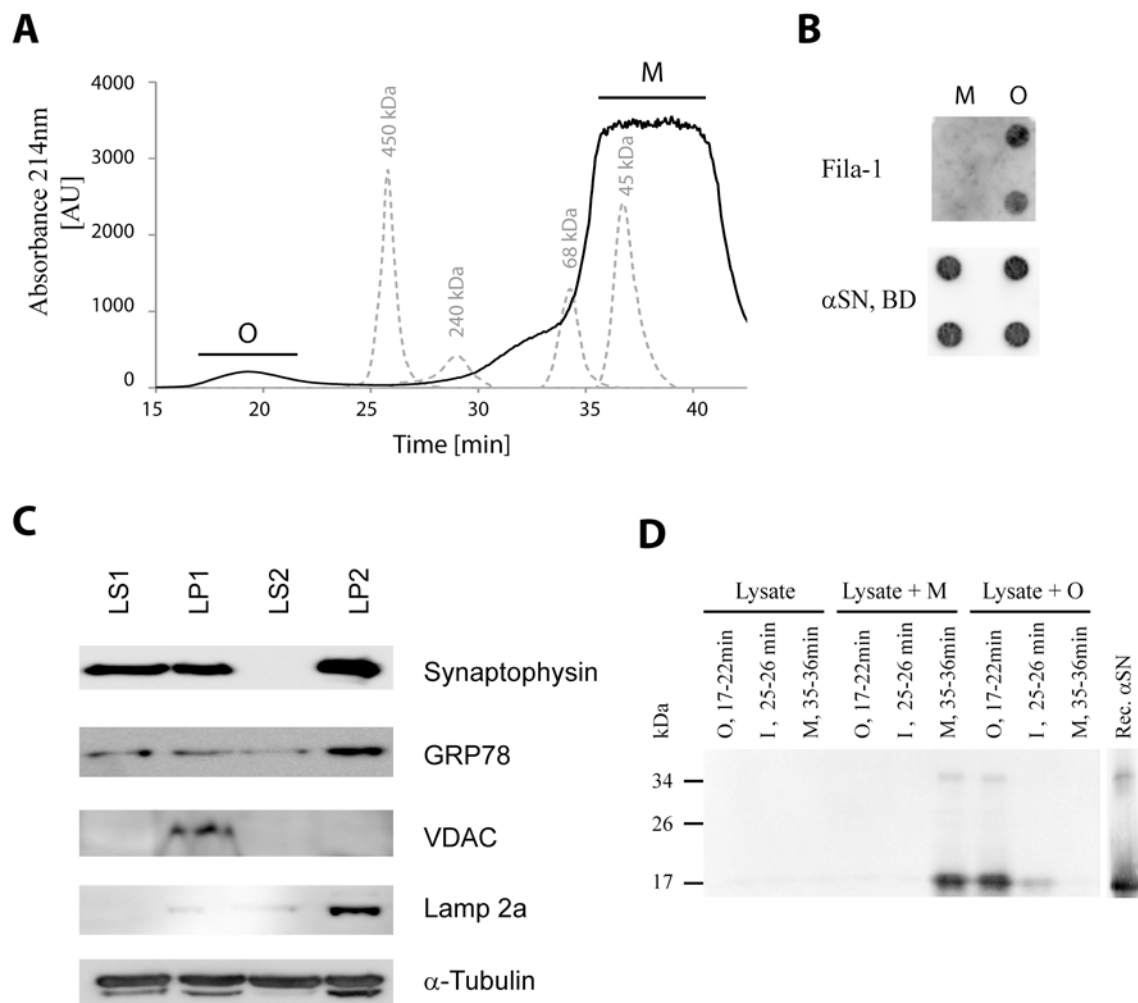 A
Absorbance 214nm
[AU]
4000
3000
2000
1000
0
15
20
25
30
35
40
Time [min]
O
M
450 kDa
240 kDa
68 kDa
45 kDa
B
M O
Fila-1
αSN, BD
C
LS1 LP1 LS2 LP2
Synaptophysin
GRP78
VDAC
Lamp 2a
α-Tubulin
D
Lysate Lysate + M Lysate + O
kDa
O, 17-22min
I , 25-26 min
M, 35-36min
O, 17-22min
I , 25-26 min
M, 35-36min
O, 17-22min
I , 25-26 min
M, 35-36min
Rec. αSN
34
26
17